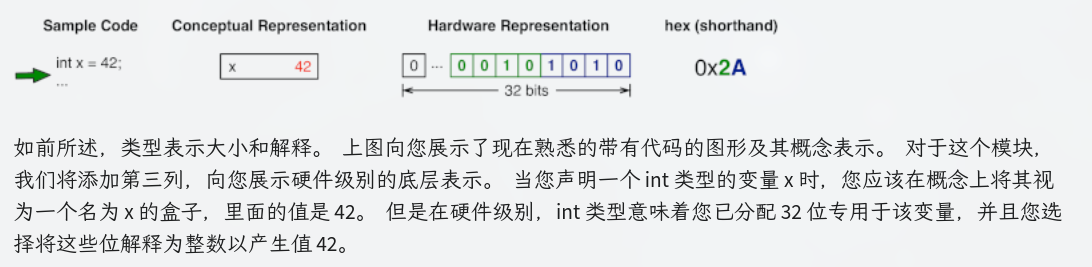 Sample Code Conceptual Representation Hardware Representation hex (shorthand)
int x = 42; x 42 0 ... 0 0 1 0 1 0 1 0 0x2A
...
32 bits
如前所述，类型表示大小和解释。 上图向您展示了现在熟悉的带有代码的图形及其概念表示。 对于这个模块，
我们将添加第三列，向您展示硬件级别的底层表示。 当您声明一个 int 类型的变量 x 时，您应该在概念上将其视
为一个名为 x 的盒子，里面的值是 42。 但是在硬件级别，int 类型意味着您已分配 32 位专用于该变量，并且您选
择将这些位解释为整数以产生值 42。